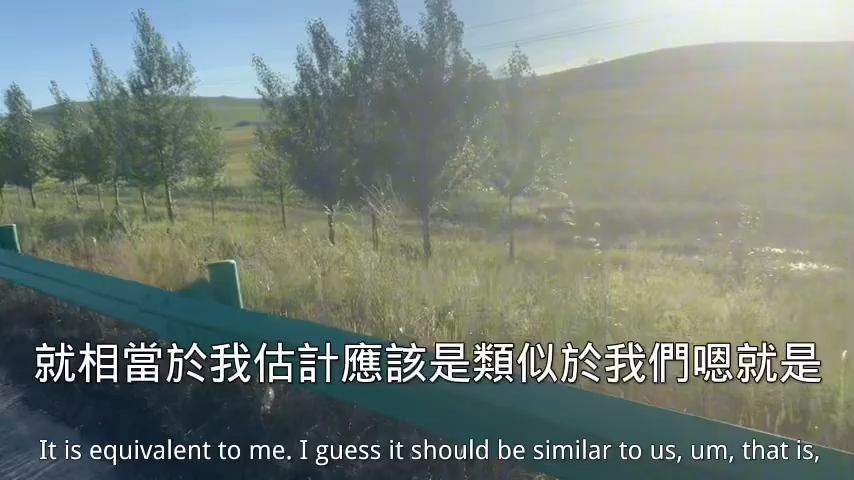 就相當於我估計應該是類似於我們嗯就是
It is equivalent to me. I guess it should be similar to us, um, that is,